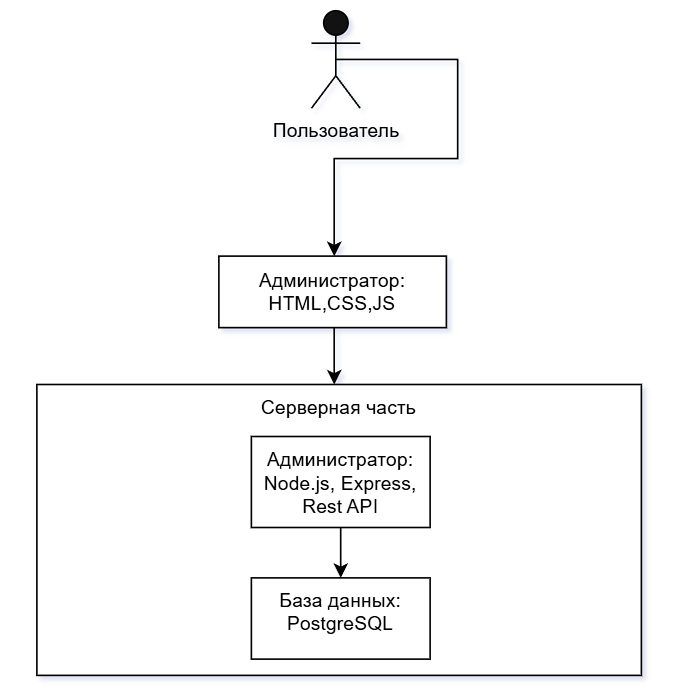 Пользователь
Администратор:
HTML,CSS,JS
Серверная часть
Администратор:
Node.js, Express,
Rest API
База данных:
PostgreSQL